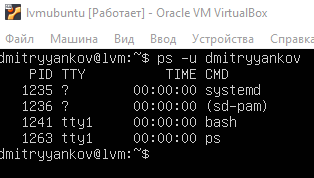 lvmubuntu [Работает] - Oracle VM VirtualBox
Файл Машина Вид Ввод Устройства Справка
dmitryyankov@lvm:~$ ps -u dmitryyankov
PID TTY TIME CMD
1235 ? 00:00:00 systemd
1236 ? 00:00:00 (sd-pam)
1241 tty1 00:00:00 bash
1263 tty1 00:00:00 ps
dmitryyankov@lvm:~$